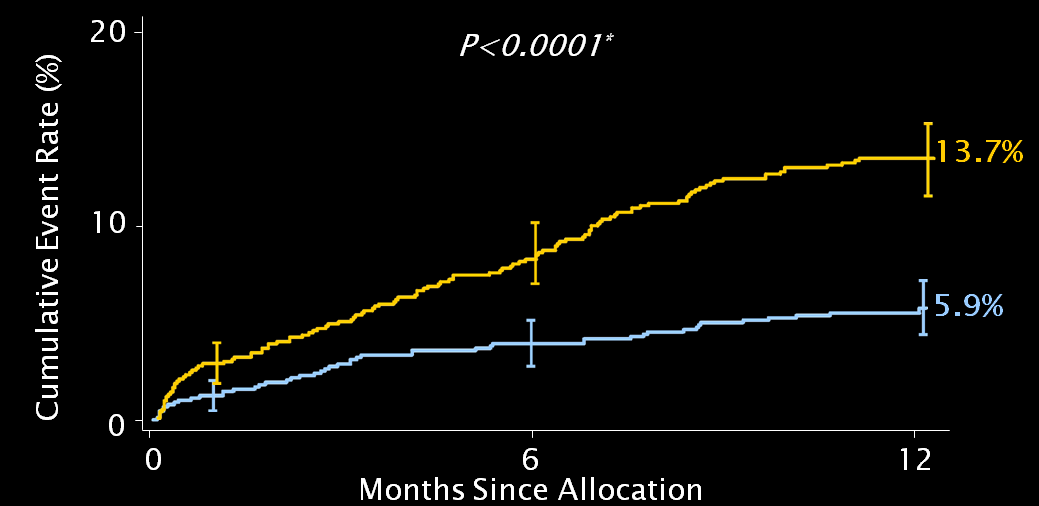 20
P<0.0001*
Cumulative Event Rate (%)
13.7%
10
5.9%
0
0 6 12
Months Since Allocation